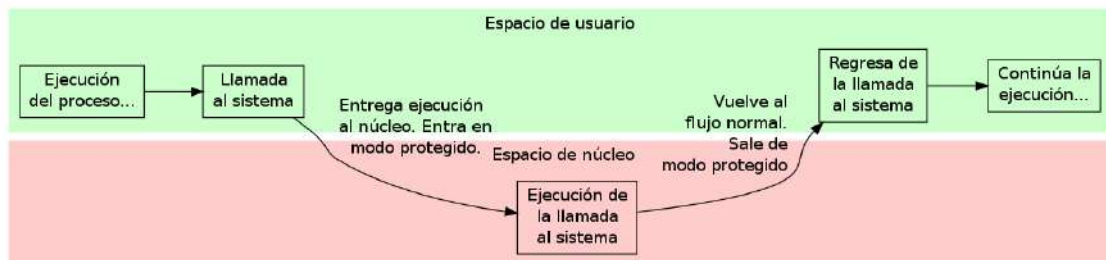 Espacio de usuario
Ejecución
del proceso...
Llamada
al sistema
Entrega ejecución
al núcleo. Entra en
modo protegido.
Espacio de núcleo
Ejecución de
la llamada
al sistema
Vuelve al
flujo normal.
Sale de
modo protegido
Regresa de
la llamada
al sistema
Continúa la
ejecución...